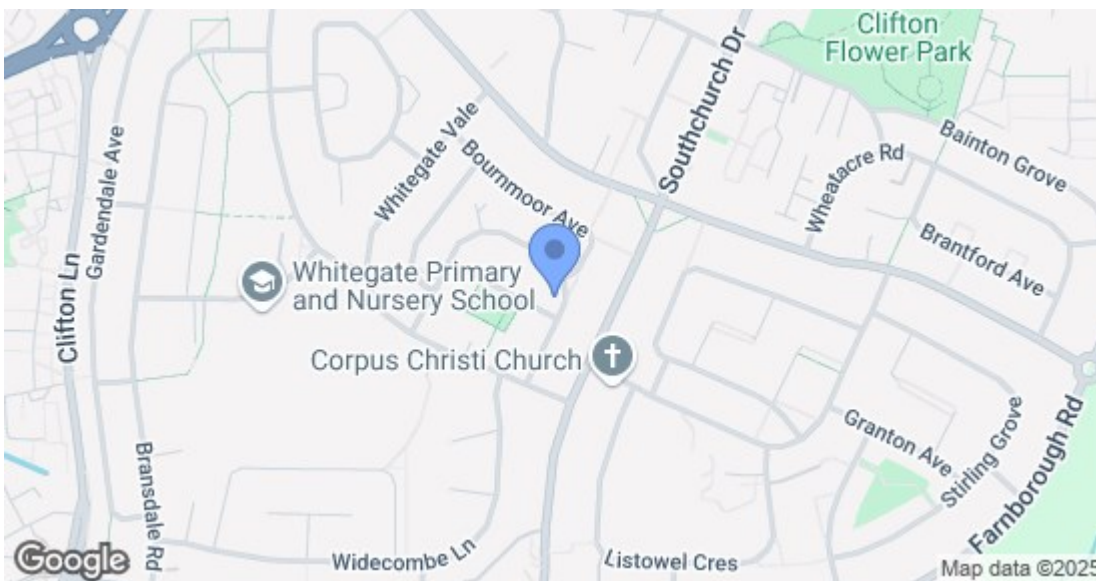 Clifton
Flower Park
Southchurch Dr
Bainton Grove
Wheatacre Rd
Brantford Ave
Whitegate Vale
Bournmoor Ave
Gardendale Ave
Clifton Ln
Whitegate Primary
and Nursery School
Corpus Christi Church
Granton Ave
Stirling Grove
Farnborough Rd
Bransdale Rd
Widecombe Ln
Listowel Cres
Google
Map data ©2025